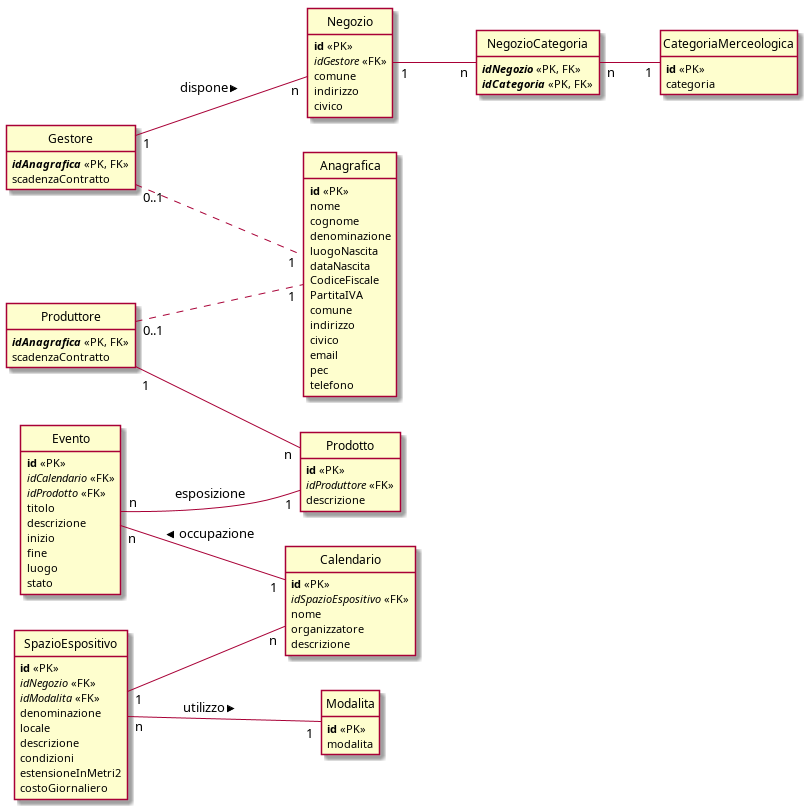 Negozio
id «PK»
idGestore «FK»
comune
indirizzo
civico
NegozioCategoria
idNegozio «PK, FK»
idCategoria «PK, FK»
CategoriaMerceologica
id «PK»
categoria
1
n
n
1
dispone►
n
1
Gestore
idAnagrafica «PK, FK»
scadenzaContratto
0..1
1
Anagrafica
id «PK»
nome
cognome
denominazione
luogoNascita
dataNascita
CodiceFiscale
PartitaIVA
comune
indirizzo
civico
email
pec
telefono
1
0..1
Produttore
idAnagrafica «PK, FK»
scadenzaContratto
1
n
Evento
id «PK»
idCalendario «FK»
idProdotto «FK»
titolo
descrizione
inizio
fine
luogo
stato
Prodotto
id «PK»
idProduttore «FK»
descrizione
n
esposizione
1
◄ occupazione
n
1
Calendario
id «PK»
idSpazioEspositivo «FK»
nome
organizzatore
descrizione
n
1
SpazioEspositivo
id «PK»
idNegozio «FK»
idModalita «FK»
denominazione
locale
descrizione
condizioni
estensioneInMetri2
costoGiornaliero
utilizzo►
n
1
Modalita
id «PK»
modalita